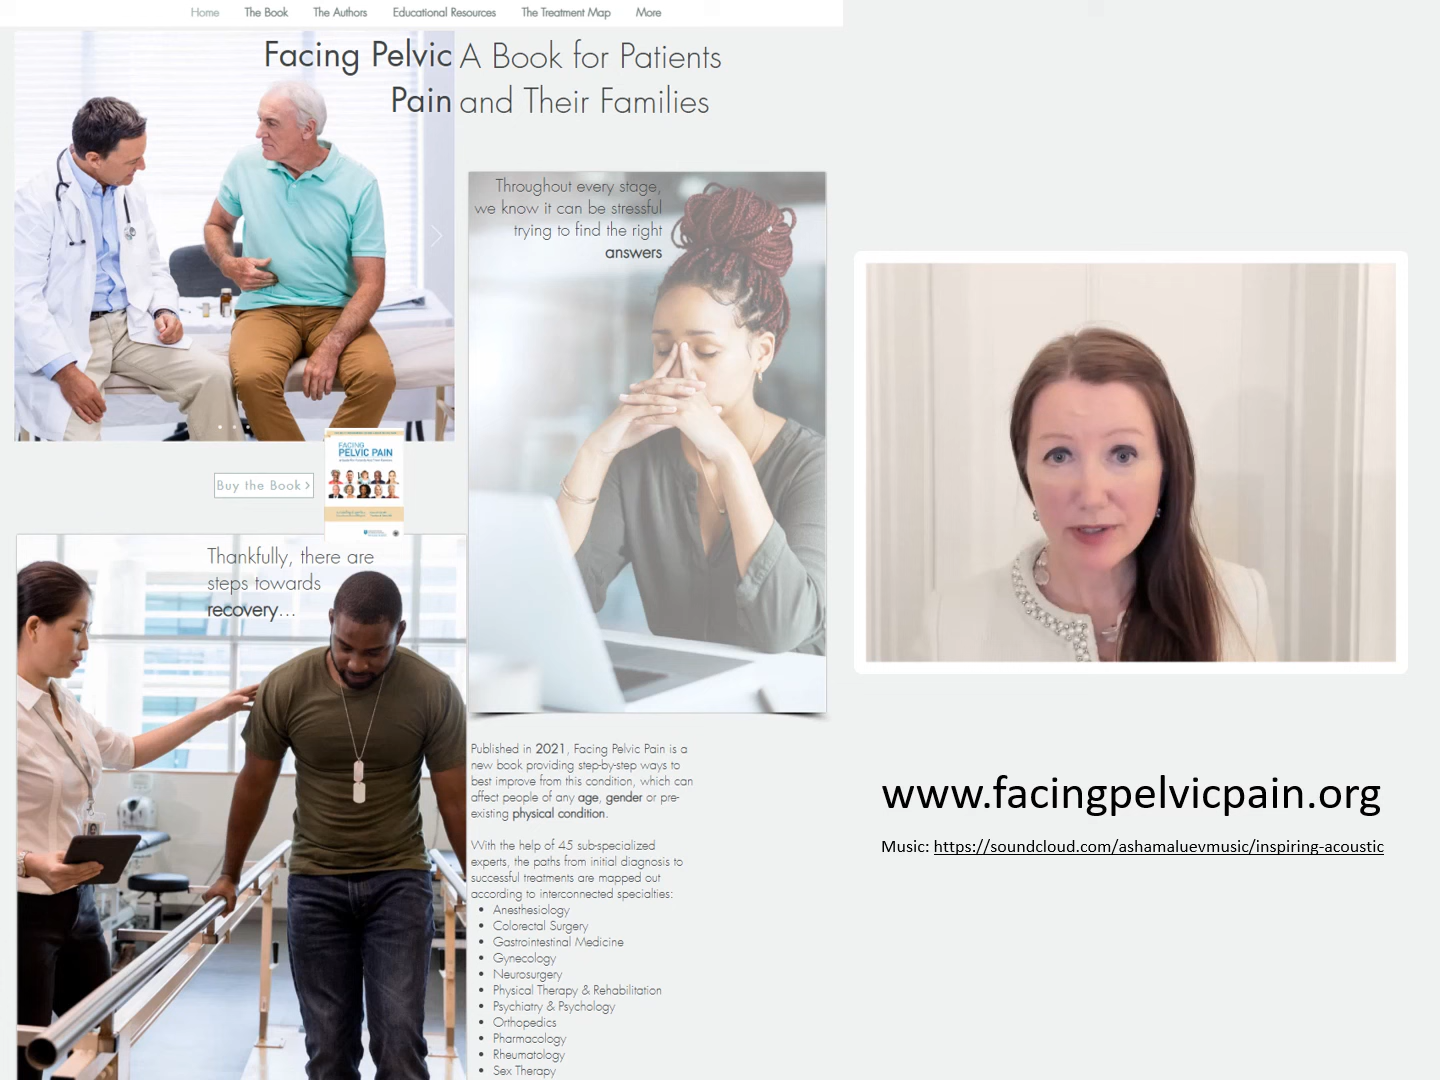 Home The Book The Authors Educational Resources The Treatment Map More
Facing Pelvic
Pain
A Book for Patients
and Their Families
Throughout every stage,
we know it can be stressful
trying to find the right
answers
Buy the Book >
FACING
PELVIC PAIN
Thankfully, there are
steps towards
recovery...
Published in 2021, Facing Pelvic Pain is a
new book providing step-by-step ways to
best improve from this condition, which can
affect people of any age, gender or pre-
existing physical condition.
With the help of 45 sub-specialized
experts, the paths from initial diagnosis to
successful treatments are mapped out
according to interconnected specialties:
• Anesthesiology
• Colorectal Surgery
• Gastrointestinal Medicine
• Gynecology
• Neurosurgery
• Physical Therapy & Rehabilitation
• Psychiatry & Psychology
• Orthopedics
• Pharmacology
• Rheumatology
• Sex Therapy
www.facingpelvicpain.org
Music: https://soundcloud.com/ashamaluevmusic/inspiring-acoustic